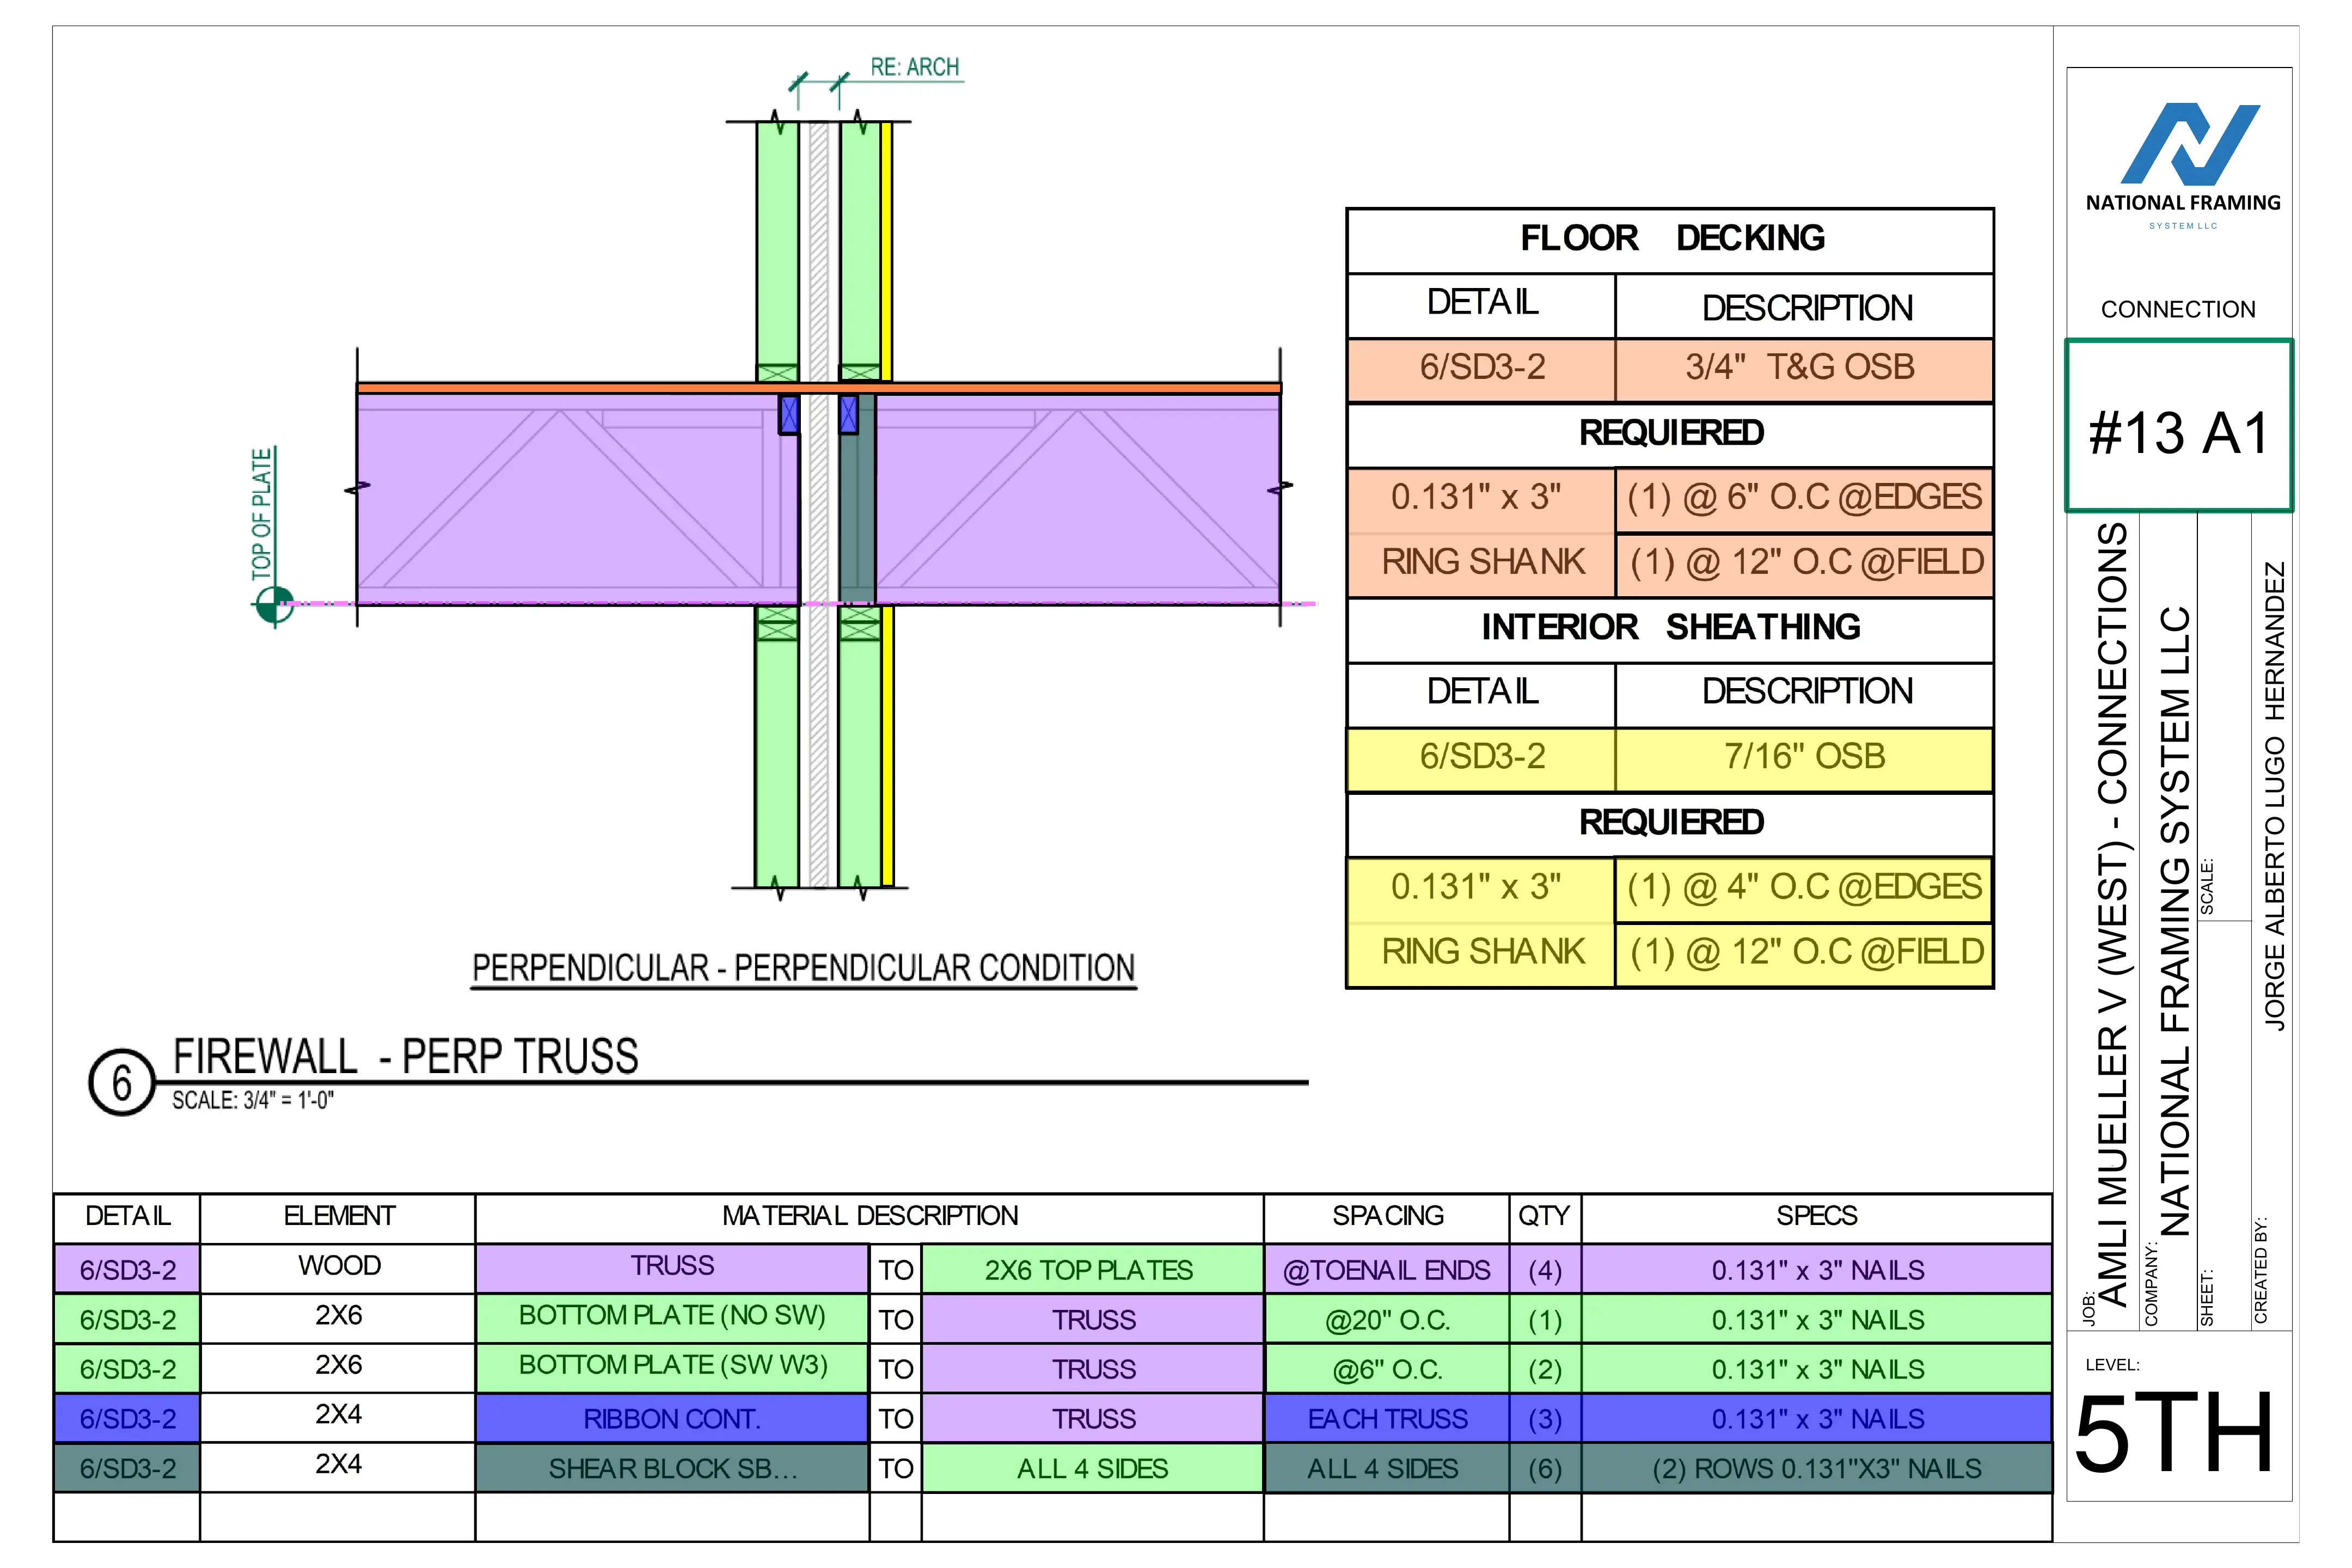 RE: ARCH
TOP OF PLATE
PERPENDICULAR - PERPENDICULAR CONDITION
6
FIREWALL - PERP TRUSS
SCALE: 3/4" = 1'-0"
FLOOR DECKING
DETAIL DESCRIPTION
6/SD3-2 3/4" T&G OSB
REQUIERED
0.131" x 3" (1) @ 6" O.C @EDGES
RING SHANK (1) @ 12" O.C @FIELD
INTERIOR SHEATHING
DETAIL DESCRIPTION
6/SD3-2 7/16" OSB
REQUIERED
0.131" x 3" (1) @ 4" O.C @EDGES
RING SHANK (1) @ 12" O.C @FIELD
DETAIL ELEMENT MATERIAL DESCRIPTION SPACING QTY SPECS
6/SD3-2 WOOD TRUSS TO 2X6 TOP PLATES @TOENAIL ENDS (4) 0.131" x 3" NAILS
6/SD3-2 2X6 BOTTOM PLATE (NO SW) TO TRUSS @20" O.C. (1) 0.131" x 3" NAILS
6/SD3-2 2X6 BOTTOM PLATE (SW W3) TO TRUSS @6" O.C. (2) 0.131" x 3" NAILS
6/SD3-2 2X4 RIBBON CONT. TO TRUSS EACH TRUSS (3) 0.131" x 3" NAILS
6/SD3-2 2X4 SHEAR BLOCK SB... TO ALL 4 SIDES ALL 4 SIDES (6) (2) ROWS 0.131"X3" NAILS
NATIONAL FRAMING
SYSTEM LLC
CONNECTION
#13 A1
JOB:
AMLI MUELLER V (WEST) - CONNECTIONS
COMPANY:
NATIONAL FRAMING SYSTEM LLC
SHEET:
SCALE:
CREATED BY:
JORGE ALBERTO LUGO HERNANDEZ
LEVEL:
5TH